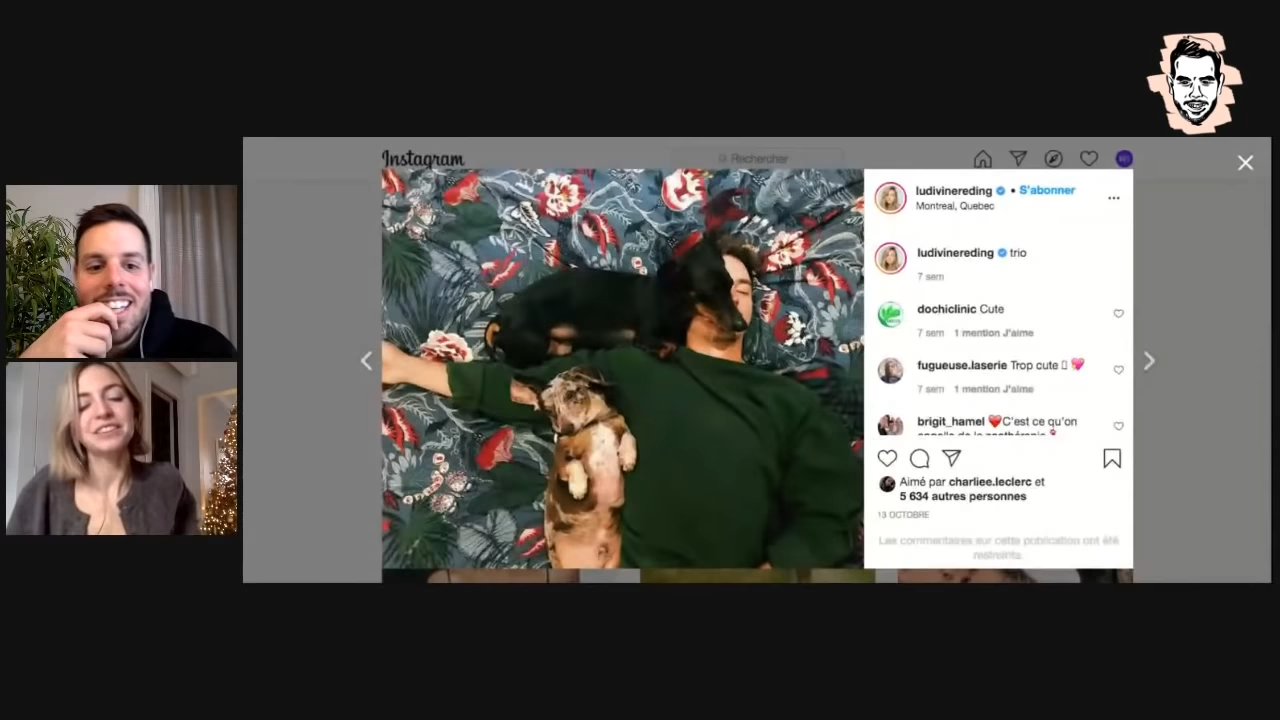 Instagram
Rechercher
ludivinereding • S'abonner
Montreal, Quebec
ludivinereding trio
7 sem
dochiclinic Cute
7 sem 1 mention J'aime
fugueuse.laserie Trop cute 💖
7 sem 1 mention J'aime
brigit_hamel ❤️C'est ce qu'on
Aimé par charliee.leclerc et
5 634 autres personnes
13 OCTOBRE
Les commentaires sur cette publication ont été
restreints.